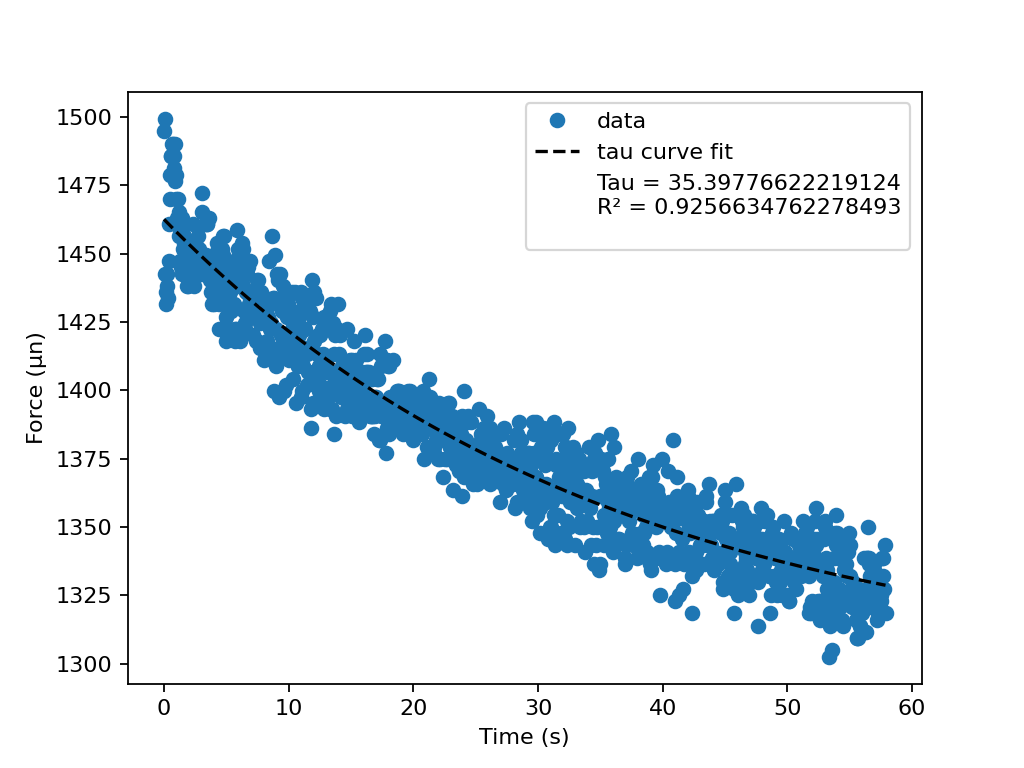 data
tau curve fit
Tau = 35.39776622219124
R² = 0.9256634762278493
1500
1475
1450
1425
1400
1375
1350
1325
1300
Force (μn)
0 10 20 30 40 50 60
Time (s)